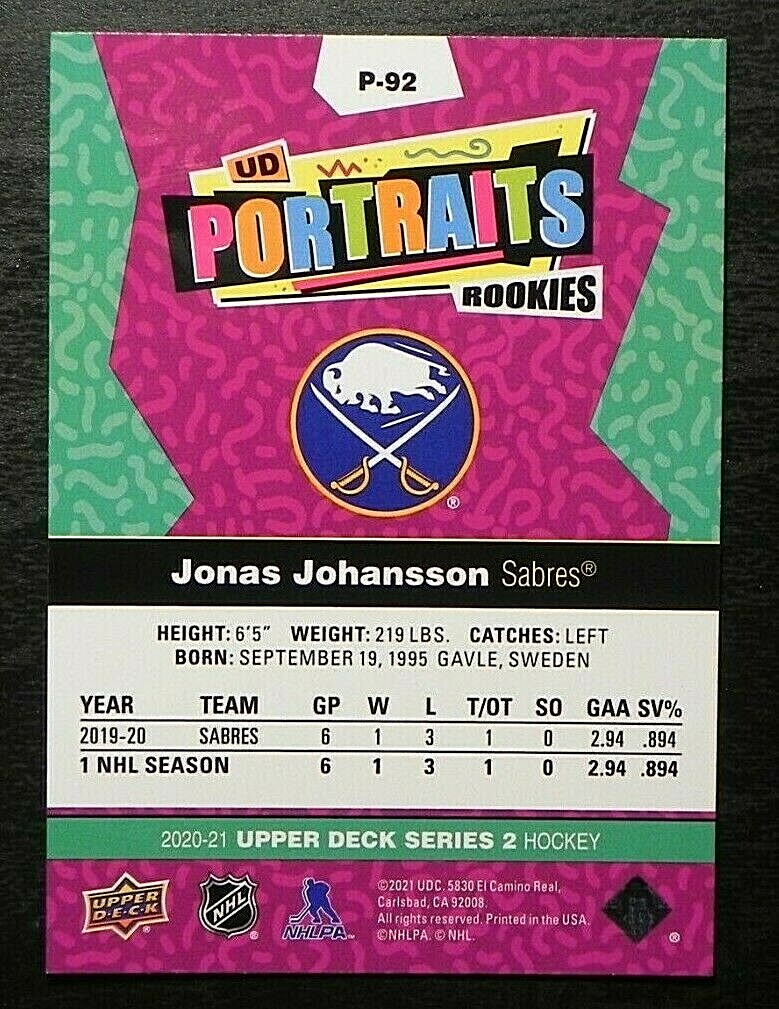 P-92
UD
PORTRAITS
ROOKIES
®
Jonas Johansson Sabres®
HEIGHT: 6'5" WEIGHT: 219 LBS. CATCHES: LEFT
BORN: SEPTEMBER 19, 1995 GAVLE, SWEDEN
YEAR TEAM GP W L T/OT SO GAA SV%
2019-20 SABRES 6 1 3 1 0 2.94 .894
1 NHL SEASON 6 1 3 1 0 2.94 .894
2020-21 UPPER DECK SERIES 2 HOCKEY
UPPER DECK ®
NHL ®
NHLPA
©2021 UDC. 5830 El Camino Real,
Carlsbad, CA 92008.
All rights reserved. Printed in the USA.
©NHLPA. © NHL.
®